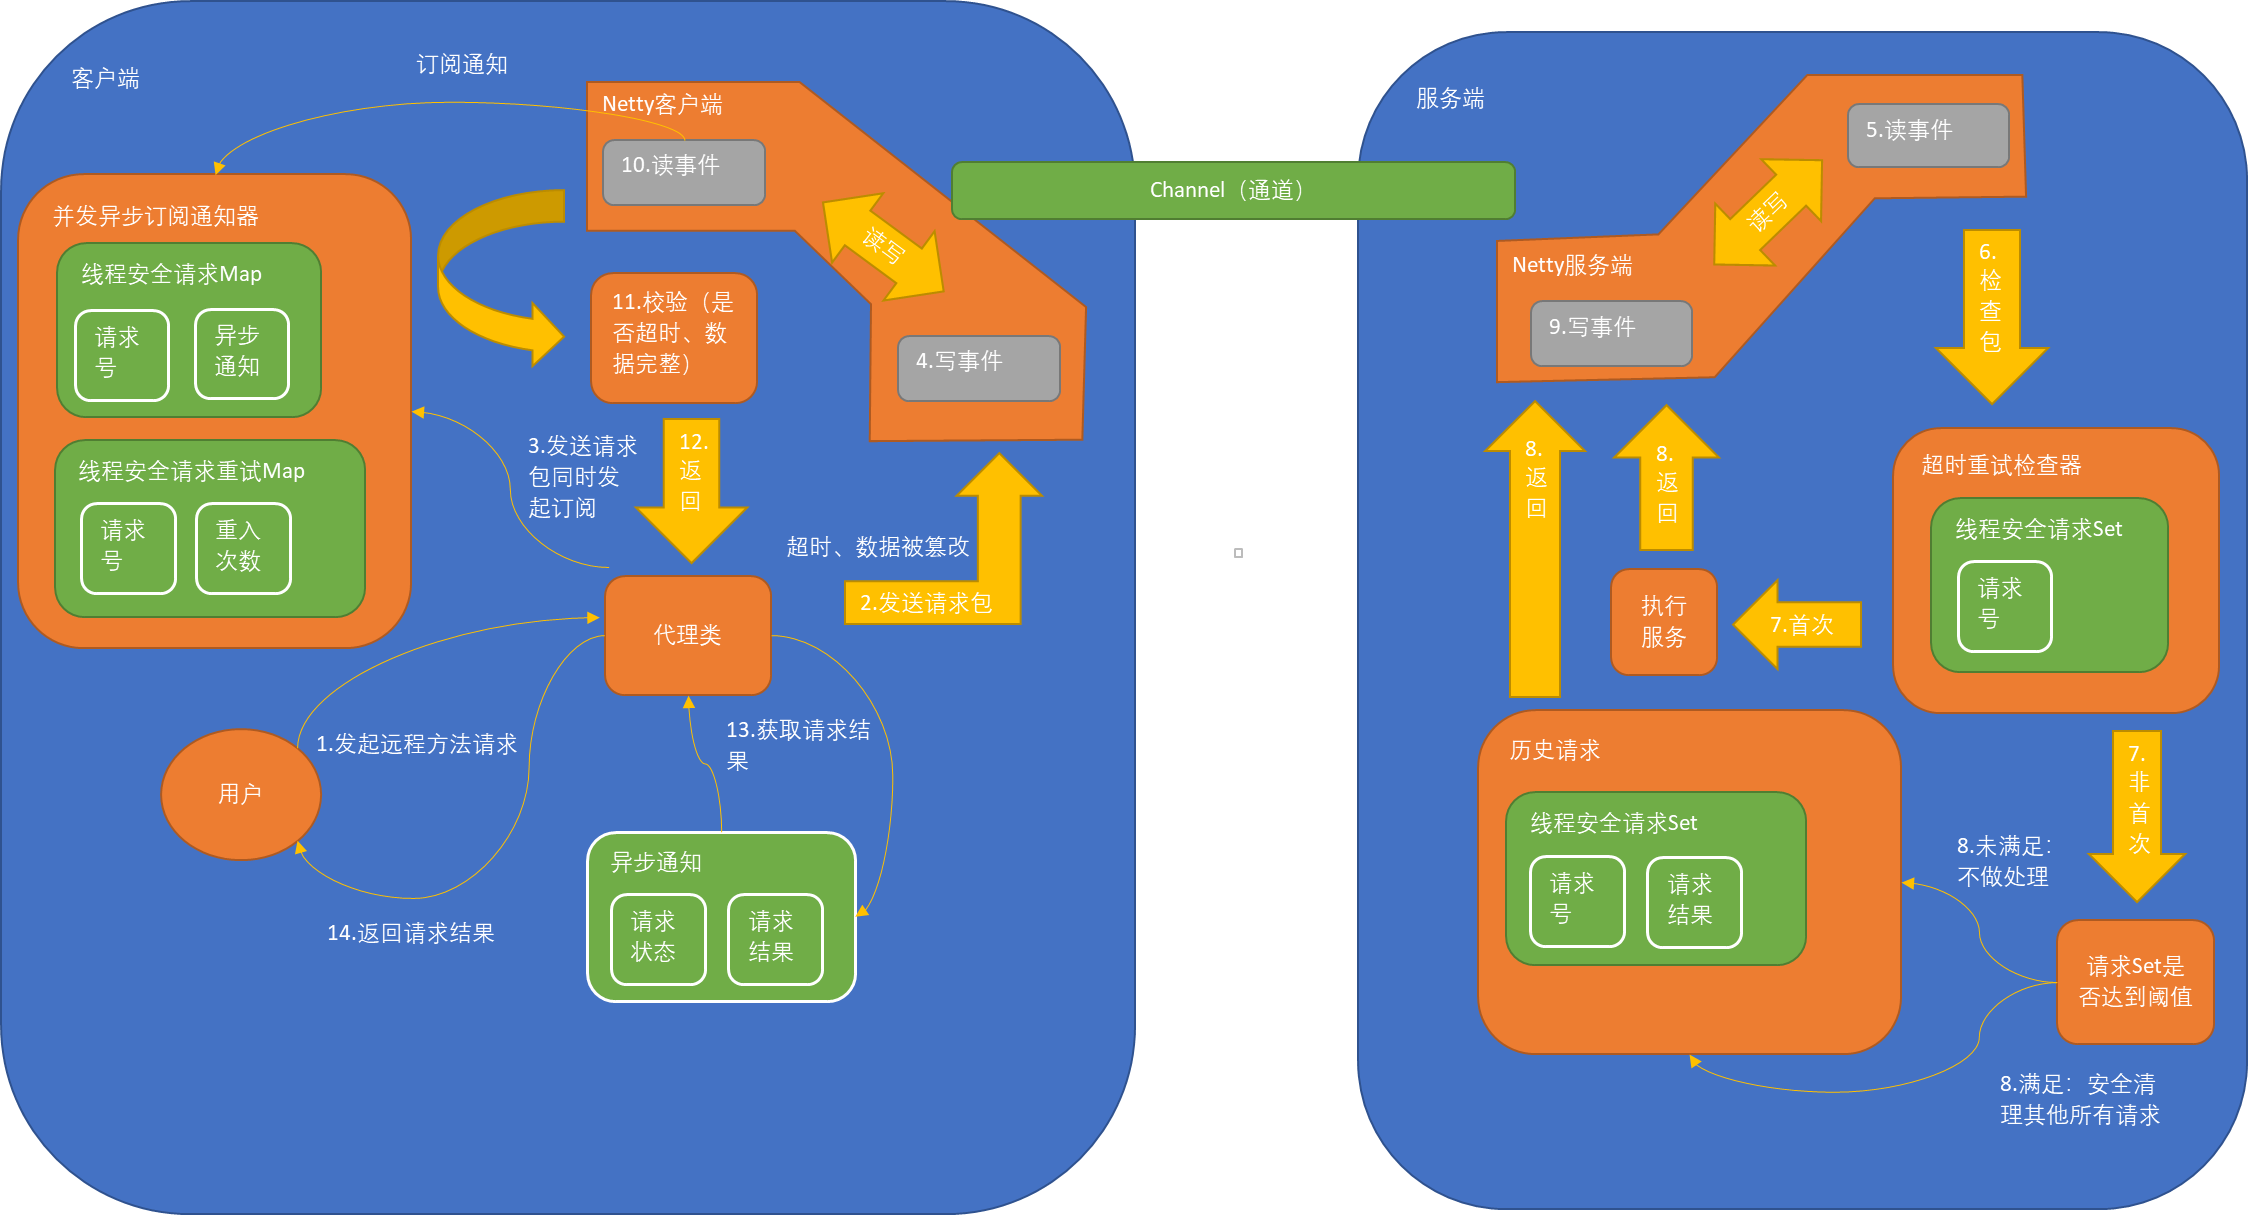 客户端
订阅通知
Netty客户端
10.读事件
并发异步订阅通知器
线程安全请求Map
请求
号
异步
通知
线程安全请求重试Map
请求
号
重入
次数
11.校验（是
否超时、数
据完整）
读写
4.写事件
Channel（通道）
3.发送请求
包同时发
起订阅
12.
返
回
超时、数据被篡改
2.发送请求包
代理类
1.发起远程方法请求
用户
13.获取请求结
果
14.返回请求结果
异步通知
请求
状态
请求
结果
服务端
5.读事件
读写
Netty服务端
9.写事件
6.
检
查
包
8.
返
回
8.
返
回
超时重试检查器
线程安全请求Set
请求
号
执行
服务
7.首次
历史请求
线程安全请求Set
请求
号
请求
结果
7.
非
首
次
8.未满足：
不做处理
请求Set是
否达到阈值
8.满足：安全清
理其他所有请求